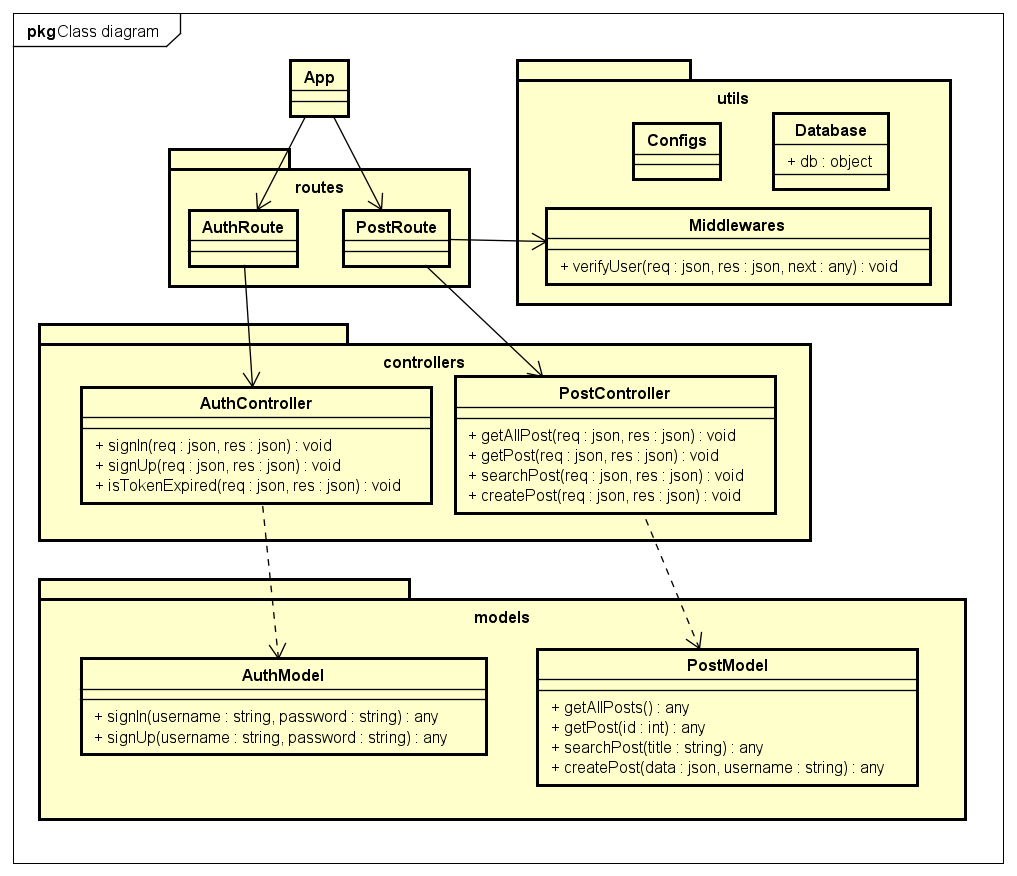 pkg Class diagram
App
utils
Configs
Database
+ db : object
routes
AuthRoute
PostRoute
Middlewares
+ verifyUser(req : json, res : json, next : any) : void
controllers
AuthController
+ signIn(req : json, res : json) : void
+ signUp(req : json, res : json) : void
+ isTokenExpired(req : json, res : json) : void
PostController
+ getAllPost(req : json, res : json) : void
+ getPost(req : json, res : json) : void
+ searchPost(req : json, res : json) : void
+ createPost(req : json, res : json) : void
models
AuthModel
+ signIn(username : string, password : string) : any
+ signUp(username : string, password : string) : any
PostModel
+ getAllPosts() : any
+ getPost(id : int) : any
+ searchPost(title : string) : any
+ createPost(data : json, username : string) : any